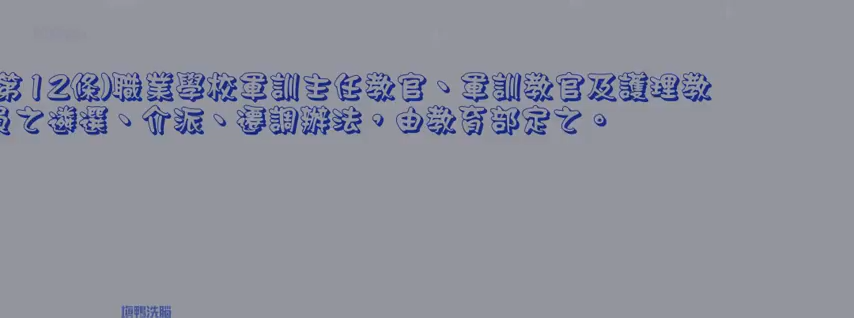 第12條)職業學校軍訓主任教官、軍訓教官及護理教
員之遴選、介派、遷調辦法，由教育部定之。